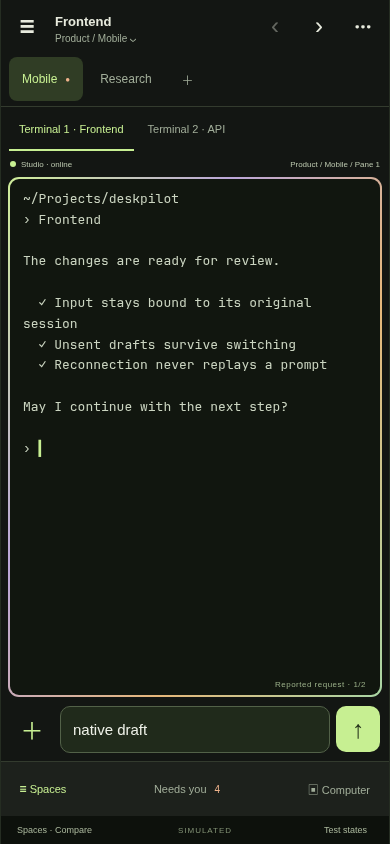 Frontend
Product / Mobile
Mobile
Research
Terminal 1 · Frontend
Terminal 2 · API
Studio · online
Product / Mobile / Pane 1
~/Projects/deskpilot
› Frontend
The changes are ready for review.
✓ Input stays bound to its original
session
✓ Unsent drafts survive switching
✓ Reconnection never replays a prompt
May I continue with the next step?
›
Reported request · 1/2
native draft
Spaces
Needs you 4
Computer
Spaces · Compare
SIMULATED
Test states